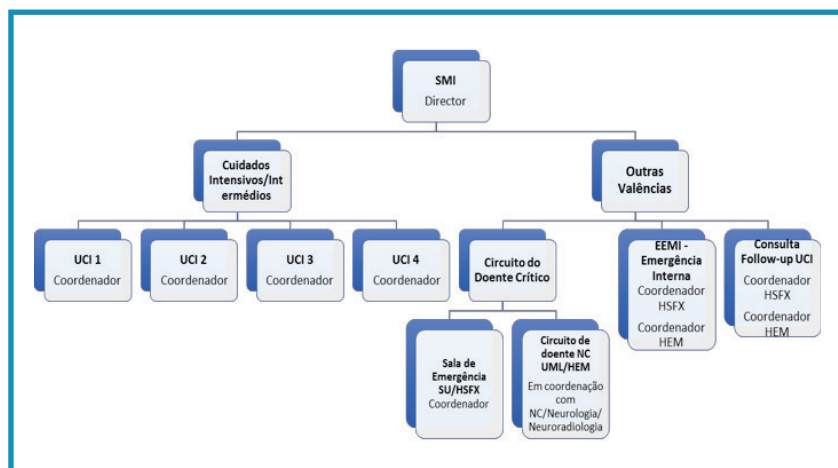 SMI
Director
Cuidados
Intensivos/Int
ermédios
Outras
Valências
UCI 1
Coordenador
UCI 2
Coordenador
UCI 3
Coordenador
UCI 4
Coordenador
Circuito do
Doente Crítico
EEMI -
Emergência
Interna
Coordenador
HSFX
Coordenador
HEM
Consulta
Follow-up UCI
Coordenador
HSFX
Coordenador
HEM
Sala de
Emergência
SU/HSFX
Coordenador
Circuito de
doente NC
UML/HEM
Em coordenação
com
NC/Neurologia/
Neuroradiologia